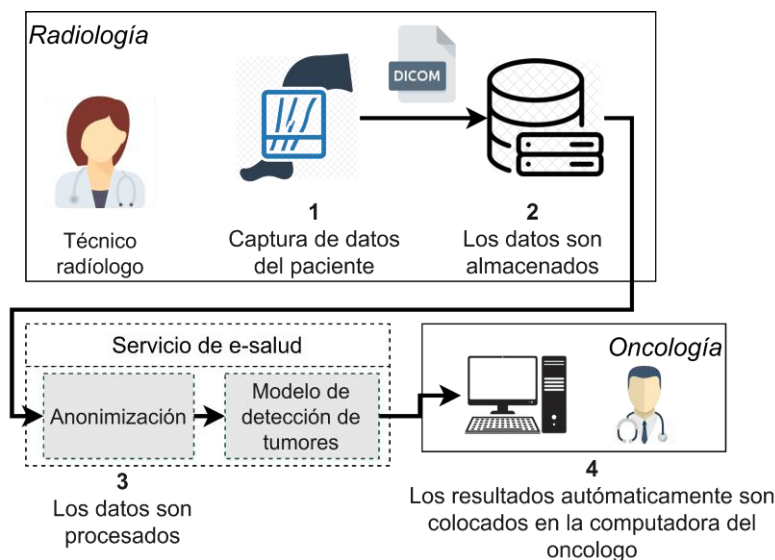 Radiología
DICOM
Técnico
radíologo
1
Captura de datos
del paciente
2
Los datos son
almacenados
Servicio de e-salud
Anonimización
Modelo de
detección de
tumores
3
Los datos son
procesados
Oncología
4
Los resultados autómaticamente son
colocados en la computadora del
oncologo